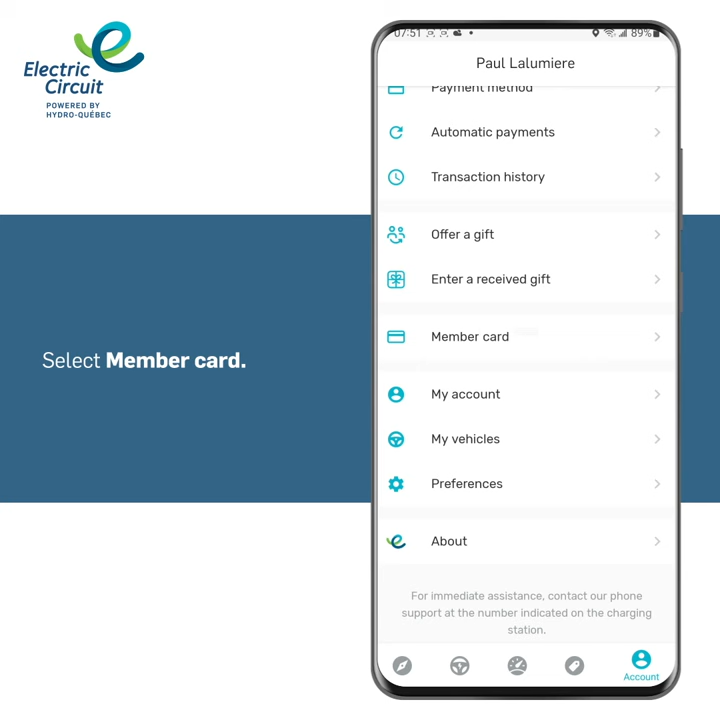 Electric
Circuit
POWERED BY
HYDRO-QUÉBEC
Select Member card.
07:51
89%
Paul Lalumiere
Payment method
Automatic payments
Transaction history
Offer a gift
Enter a received gift
Member card
My account
My vehicles
Preferences
About
For immediate assistance, contact our phone
support at the number indicated on the charging
station.
Account